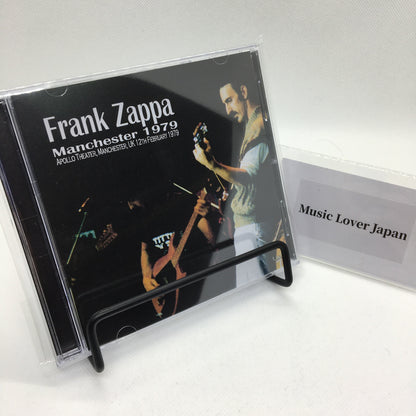 Frank Zappa
Manchester 1979
APOLLO THEATER, MANCHESTER, UK 12TH FEBRUARY 1979
Music Lover Japan